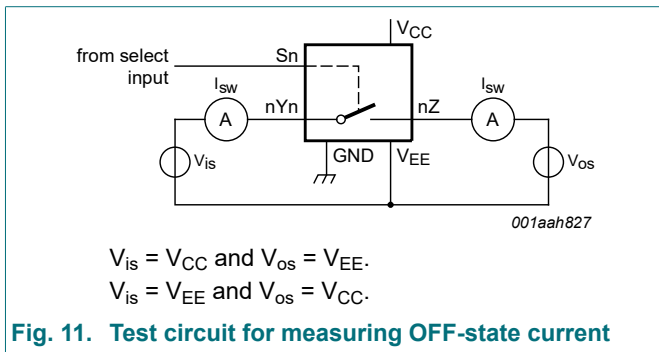 VCC
from select
input
Sn
Isw
Isw
nYn
nZ
A
A
Vis
GND
VEE
Vos
001aah827
Vis = VCC and Vos = VEE.
Vis = VEE and Vos = VCC.
Fig. 11. Test circuit for measuring OFF-state current